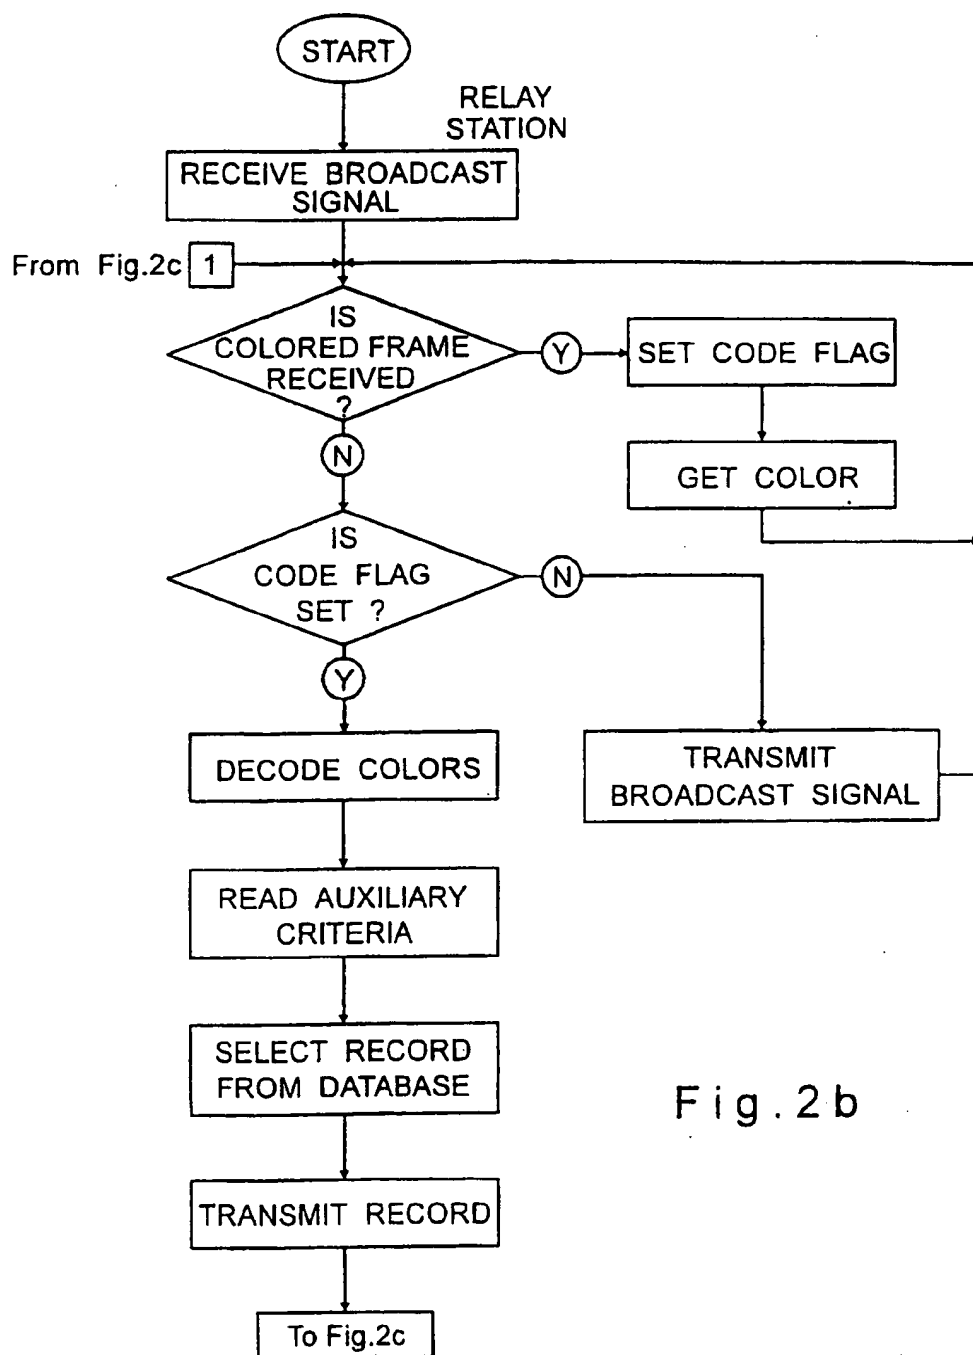 START
RELAY
STATION
RECEIVE BROADCAST
SIGNAL
From Fig.2c 1
IS
COLORED FRAME
RECEIVED
?
Y
SET CODE FLAG
N
GET COLOR
IS
CODE FLAG
SET ?
N
Y
DECODE COLORS
TRANSMIT
BROADCAST SIGNAL
READ AUXILIARY
CRITERIA
SELECT RECORD
FROM DATABASE
Fig.2b
TRANSMIT RECORD
To Fig.2c